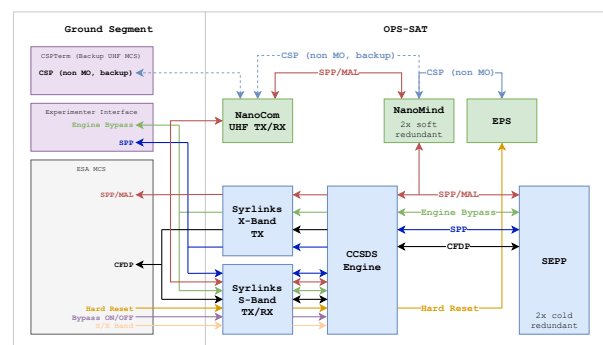 Ground Segment
OPS-SAT
CSPTerm (Backup UHF MCS)
CSP (non MO, backup)
CSP (non MO, backup)
SPP/MAL
CSP (non MO)
Experimenter Interface
Engine Bypass
SPP
NanoCom
UHF TX/RX
NanoMind
2x soft
redundant
EPS
ESA MCS
SPP/MAL
CFDP
Hard Reset
Bypass ON/OFF
S/X Band
Syrlinks
X-Band
TX
Syrlinks
S-Band
TX/RX
CCSDS
Engine
SPP/MAL
Engine Bypass
SPP
CFDP
Hard Reset
SEPP
2x cold
redundant